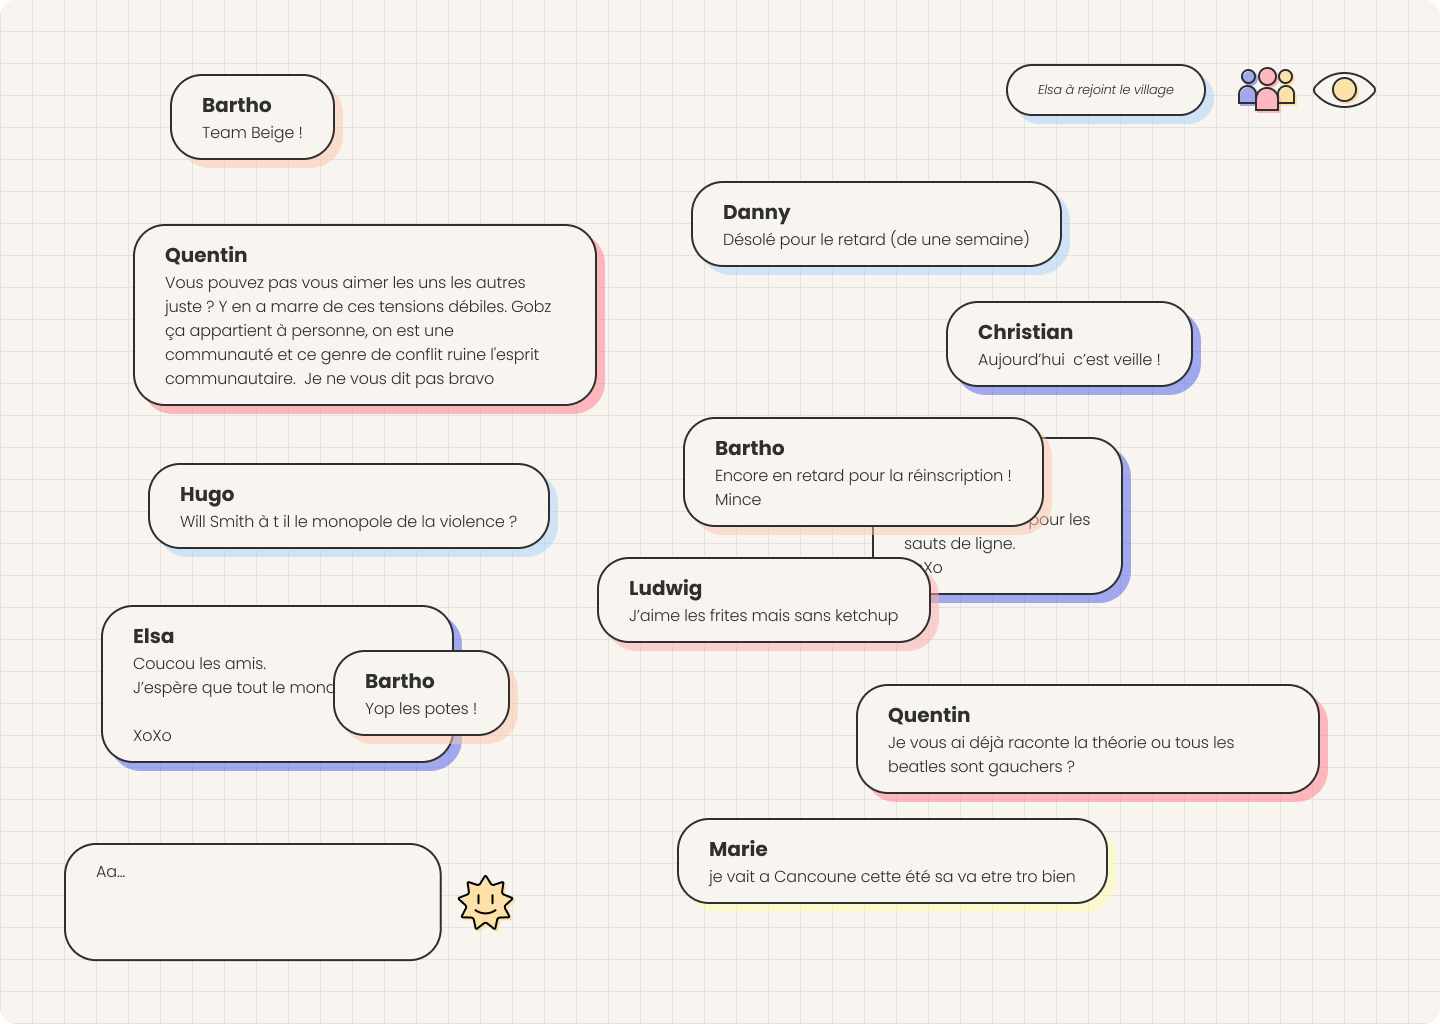 Bartho
Team Beige !
Elsa à rejoint le village
Danny
Désolé pour le retard (de une semaine)
Quentin
Vous pouvez pas vous aimer les uns les autres
juste ? Y en a marre de ces tensions débiles. Gobz
ça appartient à personne, on est une
communauté et ce genre de conflit ruine l'esprit
communautaire.  Je ne vous dit pas bravo
Christian
Aujourd’hui  c’est veille !
Bartho
Encore en retard pour la réinscription !
Mince
pour les
sauts de ligne.
Hugo
Will Smith à t il le monopole de la violence ?
Ludwig
J’aime les frites mais sans ketchup
Elsa
Coucou les amis.
J’espère que tout le
XoXo
Bartho
Yop les potes !
Quentin
Je vous ai déjà raconte la théorie ou tous les
beatles sont gauchers ?
Marie
je vait a Cancoune cette été sa va etre tro bien
Aa...